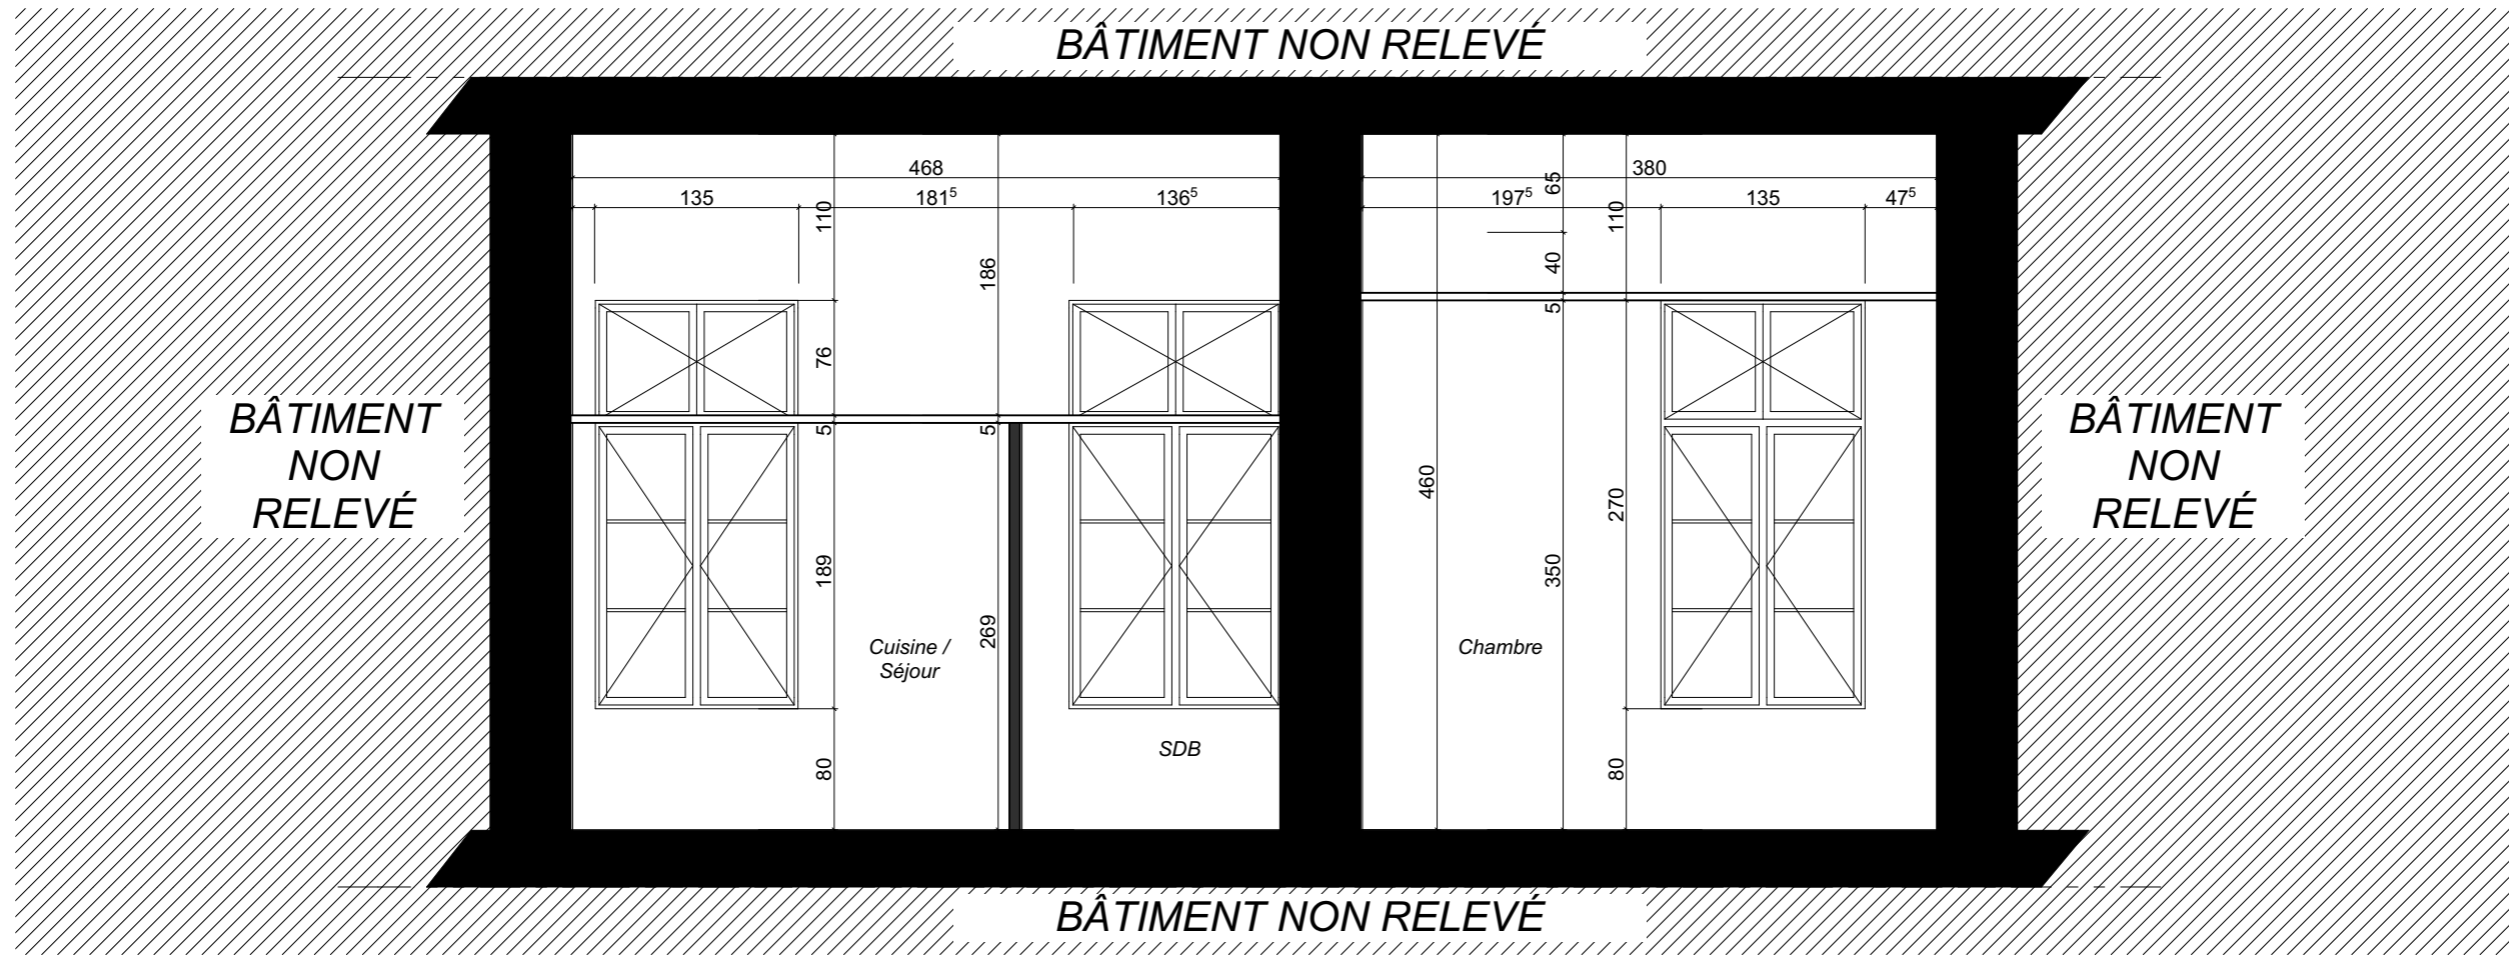 BÂTIMENT NON RELEVÉ
468
380
135
181⁵
136⁵
197⁵
135
47⁵
65
110
110
186
40
5
76
BÂTIMENT
NON
RELEVÉ
BÂTIMENT
NON
RELEVÉ
5
5
460
270
189
350
269
Cuisine /
Séjour
Chambre
SDB
80
80
BÂTIMENT NON RELEVÉ